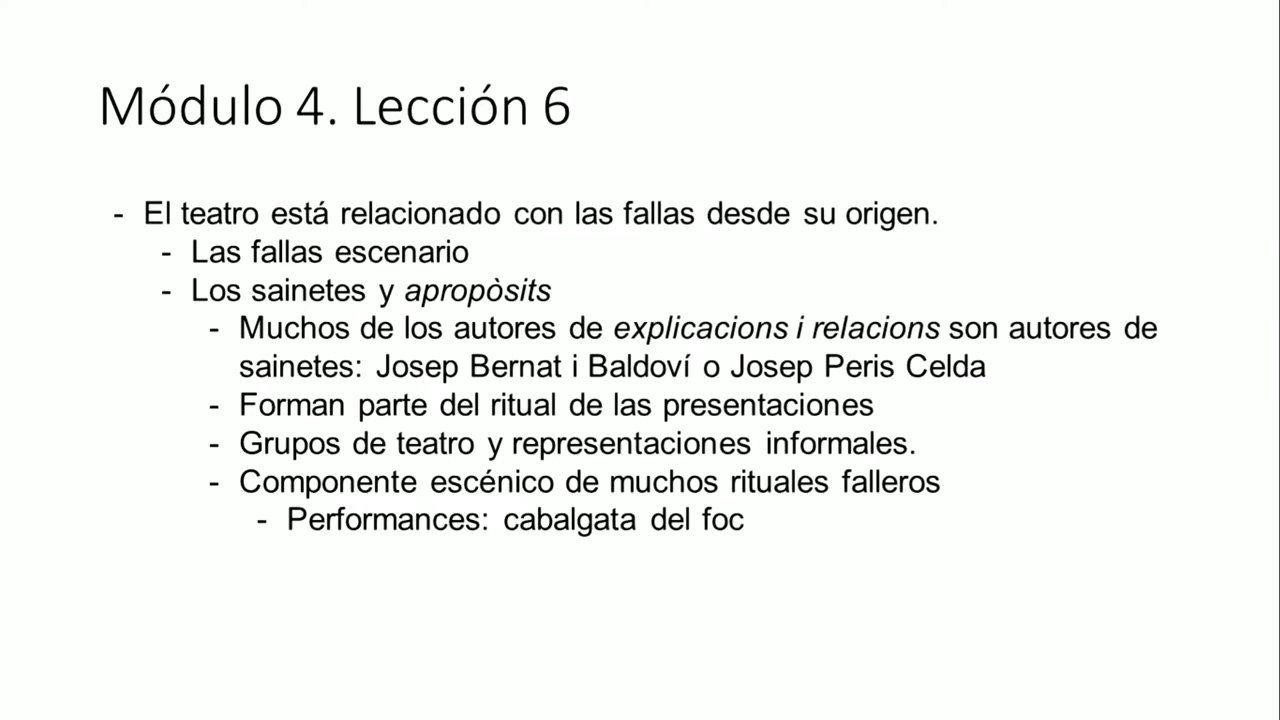 Módulo 4. Lección 6
- El teatro está relacionado con las fallas desde su origen.
- Las fallas escenario
- Los sainetes y apropòsits
- Muchos de los autores de explicacions i relacions son autores de
sainetes: Josep Bernat i Baldoví o Josep Peris Celda
- Forman parte del ritual de las presentaciones
- Grupos de teatro y representaciones informales.
- Componente escénico de muchos rituales falleros
- Performances: cabalgata del foc